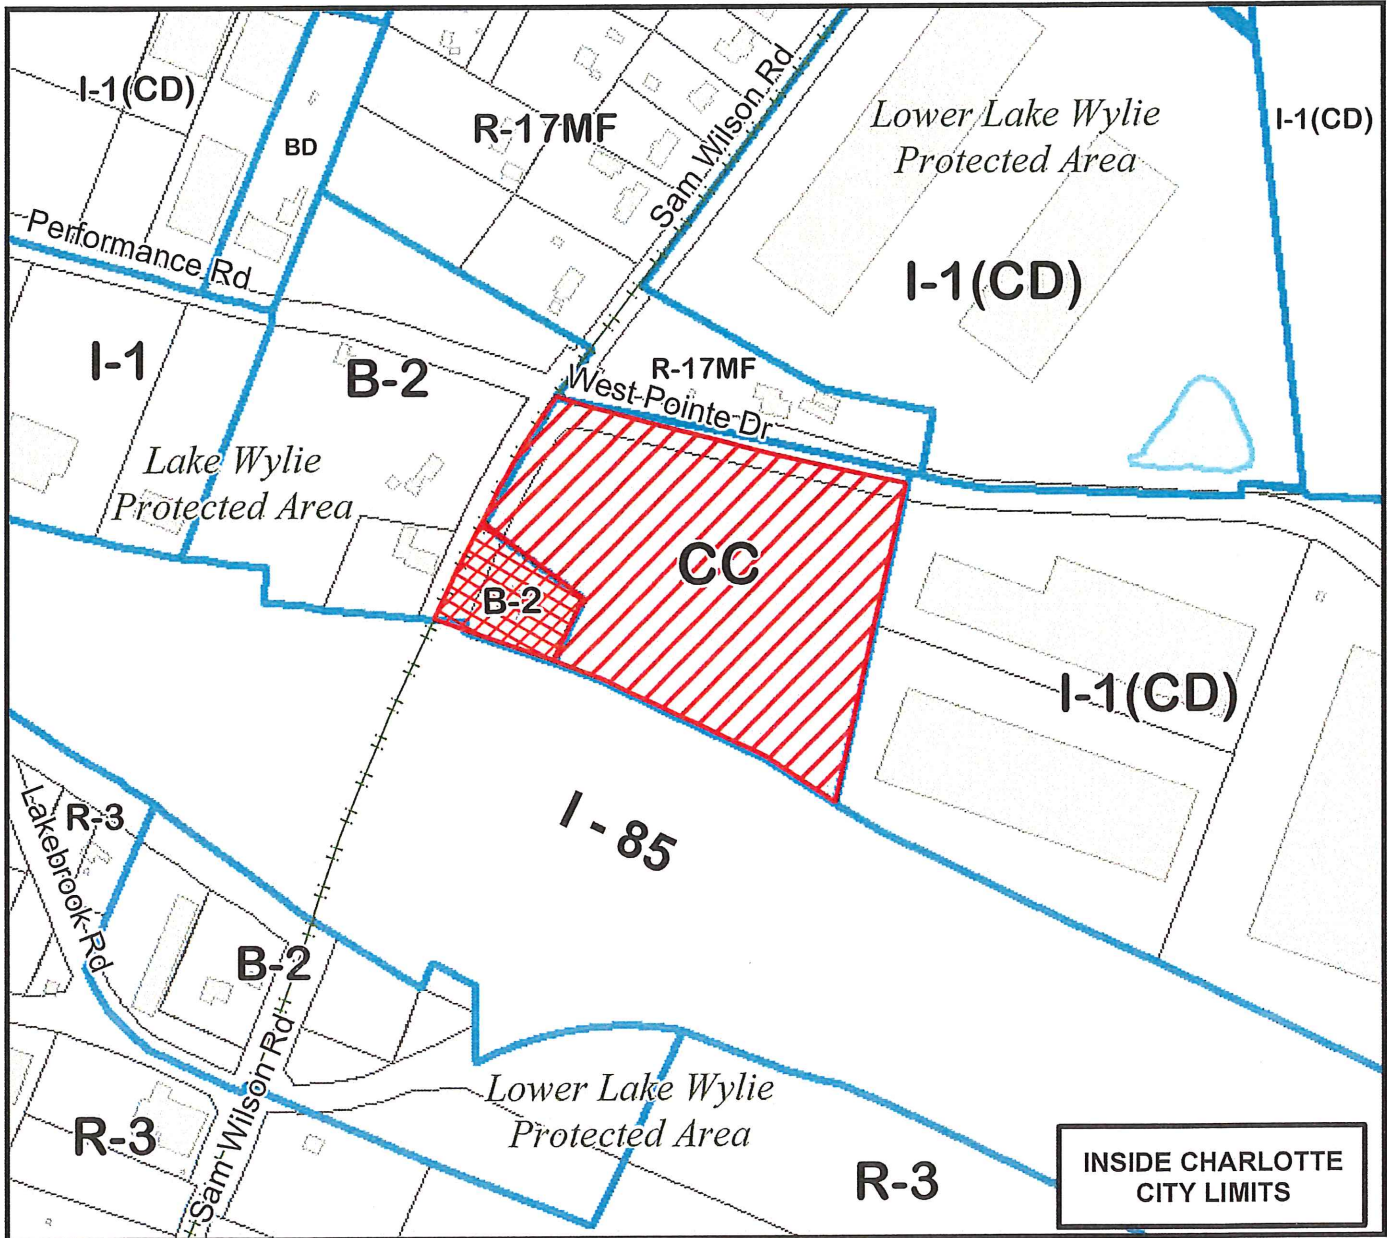 I-1(CD)
BD
R-17MF
Sam Wilson Rd
Lower Lake Wylie
Protected Area
I-1(CD)
I-1(CD)
Performance Rd
I-1
B-2
R-17MF
West Pointe Dr
Lake Wylie
Protected Area
CC
B-2
I-1(CD)
I - 85
R-3
Lakebrook Rd
B-2
Sam Wilson Rd
Lower Lake Wylie
Protected Area
R-3
R-3
INSIDE CHARLOTTE
CITY LIMITS